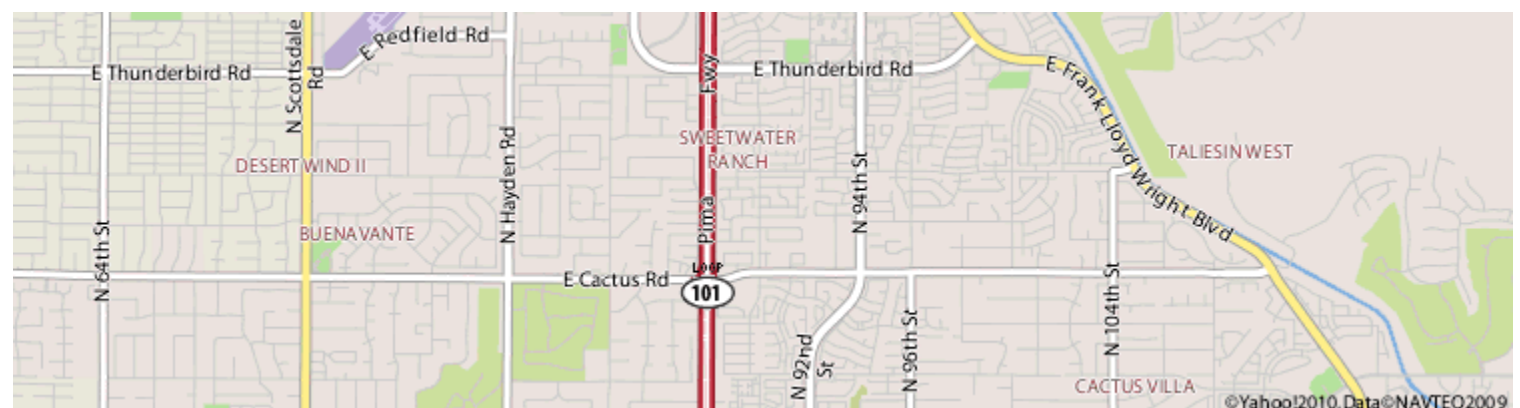 E Redfield Rd
E Thunderbird Rd
N Scottsdale
Rd
E Thunderbird Rd
Pima Fwy
E Frank Lloyd Wright Blvd
SWEETWATER
RANCH
TALIESIN WEST
DESERT WIND II
N Hayden Rd
N 94th St
BUENAVANTE
N 64th St
LOOP
101
E Cactus Rd
N 104th St
N 92nd
St
N 96th St
CACTUS VILLA
©Yahoo!2010, Data©NAVTEQ2009